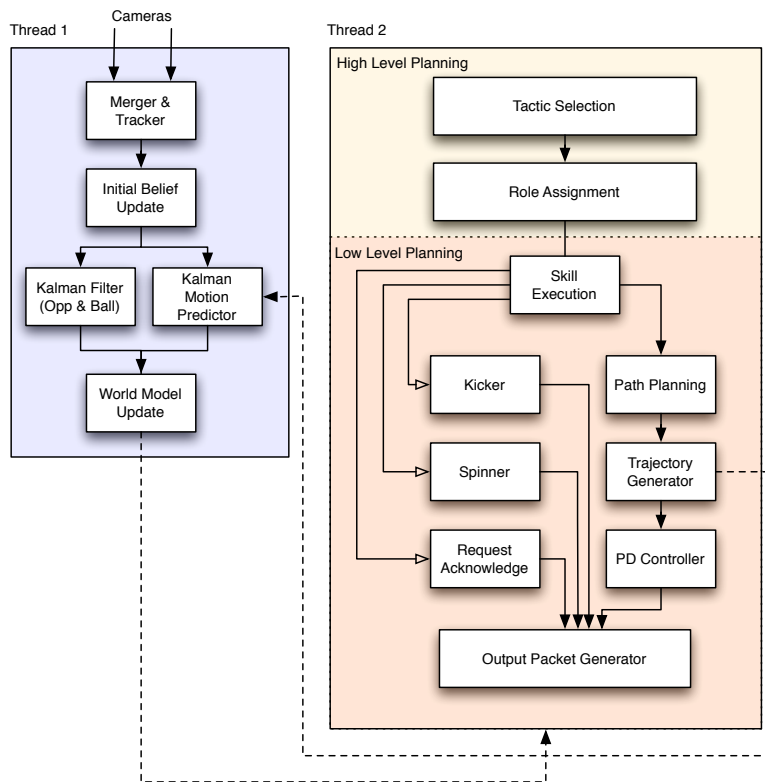 Cameras
Thread 1
Thread 2
High Level Planning
Merger &
Tracker
Tactic Selection
Initial Belief
Update
Role Assignment
Low Level Planning
Kalman Filter
(Opp & Ball)
Kalman
Motion
Predictor
Skill
Execution
World Model
Update
Kicker
Path Planning
Spinner
Trajectory
Generator
Request
Acknowledge
PD Controller
Output Packet Generator